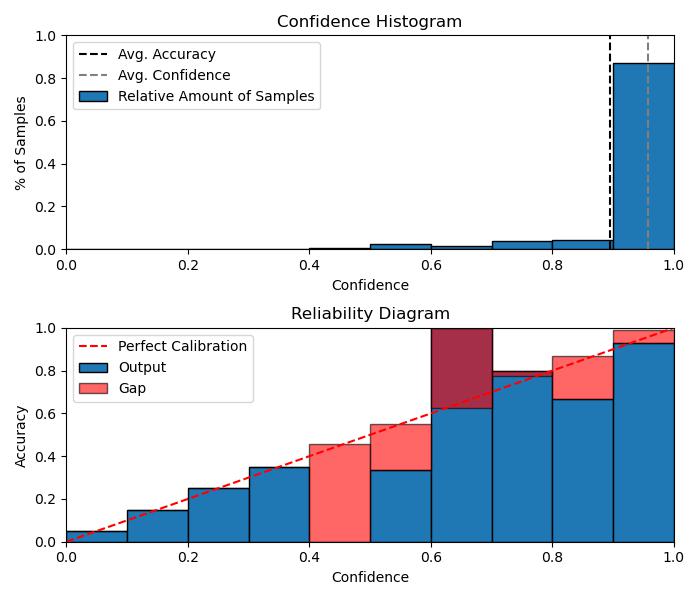 Confidence Histogram
1.0
0.8
0.6
0.4
0.2
0.0
% of Samples
Avg. Accuracy
Avg. Confidence
Relative Amount of Samples
0.0 0.2 0.4 0.6 0.8 1.0
Confidence
Reliability Diagram
1.0
0.8
0.6
0.4
0.2
0.0
Accuracy
Perfect Calibration
Output
Gap
0.0 0.2 0.4 0.6 0.8 1.0
Confidence